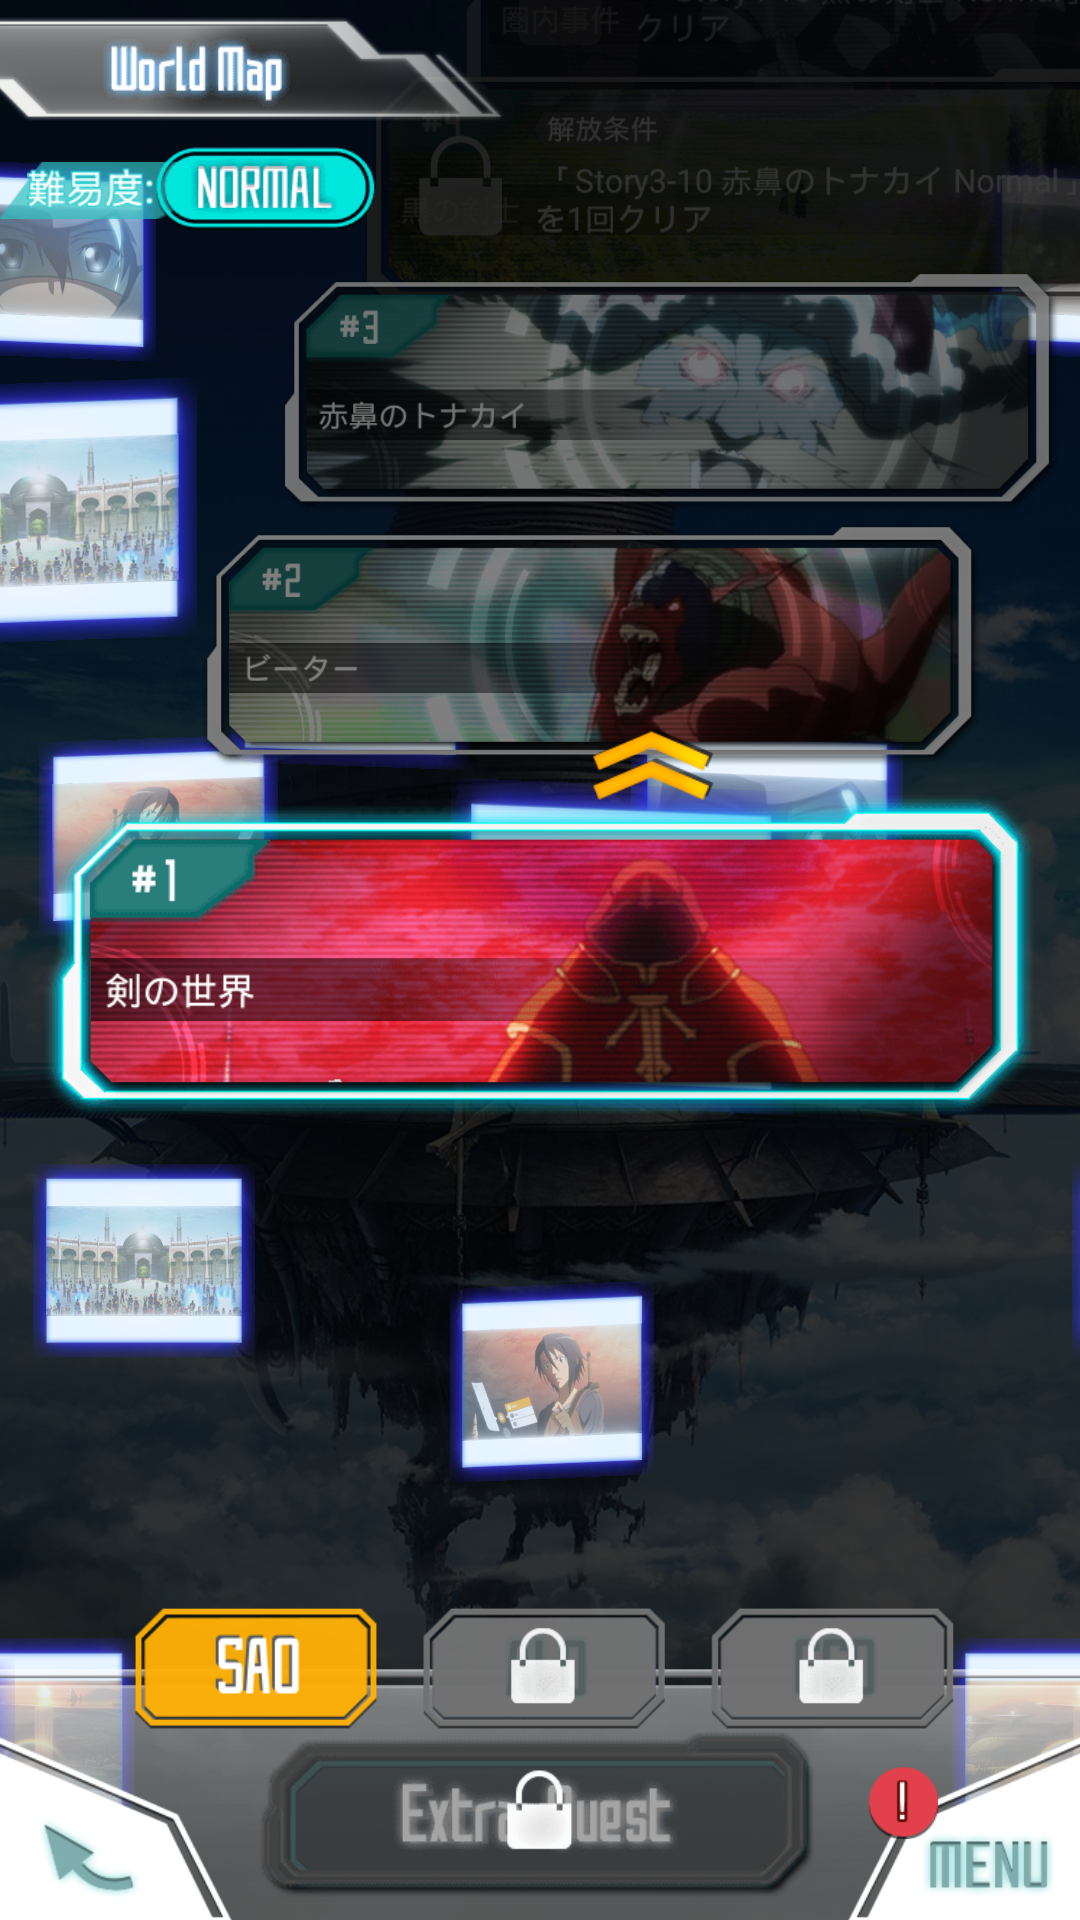 圏内事件
クリア
World Map
#4
解放条件
「Story3-10 赤鼻のトナカイ Normal」
を1回クリア
難易度:
NORMAL
#3
赤鼻のトナカイ
#2
ビーター
#1
剣の世界
SAO
Extra Quest
!
MENU